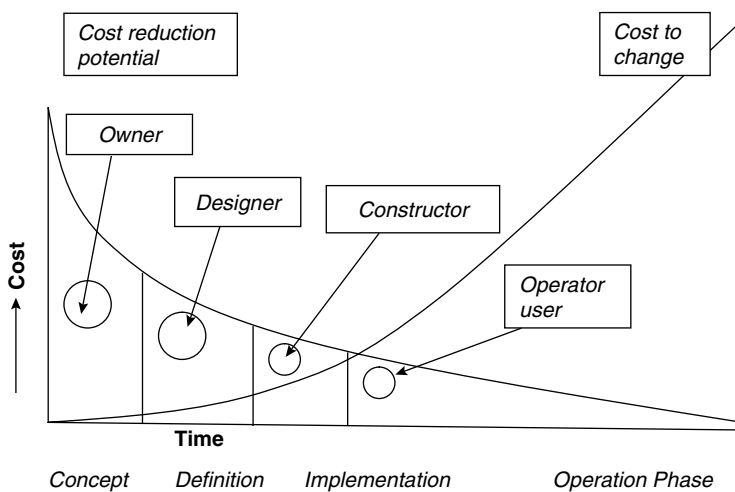 Cost reduction
potential
Cost to
change
Owner
Designer
Constructor
Operator
user
Cost
Time
Concept
Definition
Implementation
Operation Phase